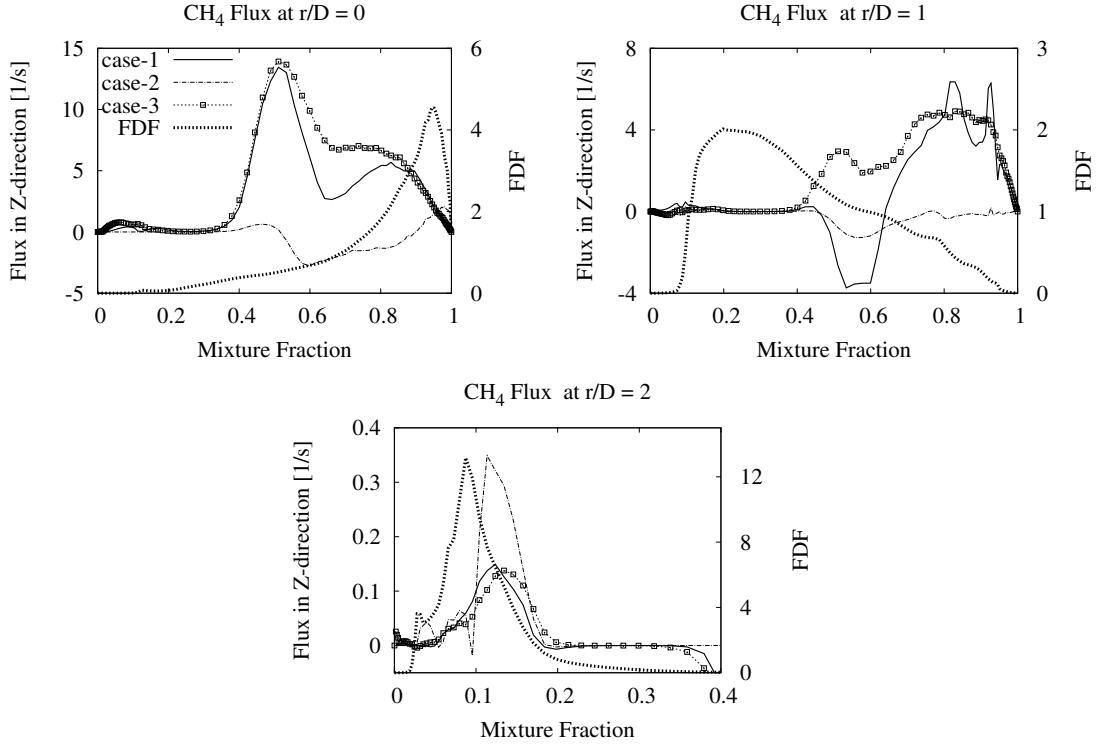 CH4 Flux at r/D = 0
Flux in Z-direction [1/s]
15
10
5
0
-5
case-1
case-2
case-3
FDF
6
4
2
0
FDF
0 0.2 0.4 0.6 0.8 1
Mixture Fraction
CH4 Flux at r/D = 1
Flux in Z-direction [1/s]
8
4
0
-4
3
2
1
0
FDF
0 0.2 0.4 0.6 0.8 1
Mixture Fraction
CH4 Flux at r/D = 2
Flux in Z-direction [1/s]
0.4
0.3
0.2
0.1
0
12
8
4
0
FDF
0 0.1 0.2 0.3 0.4
Mixture Fraction